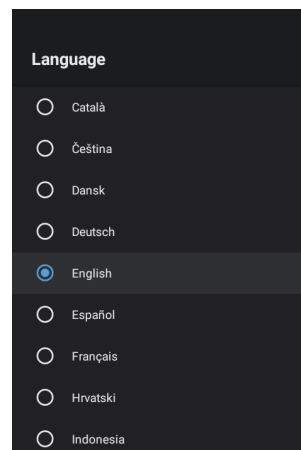 Language
Català
Čeština
Dansk
Deutsch
English
Español
Français
Hrvatski
Indonesia